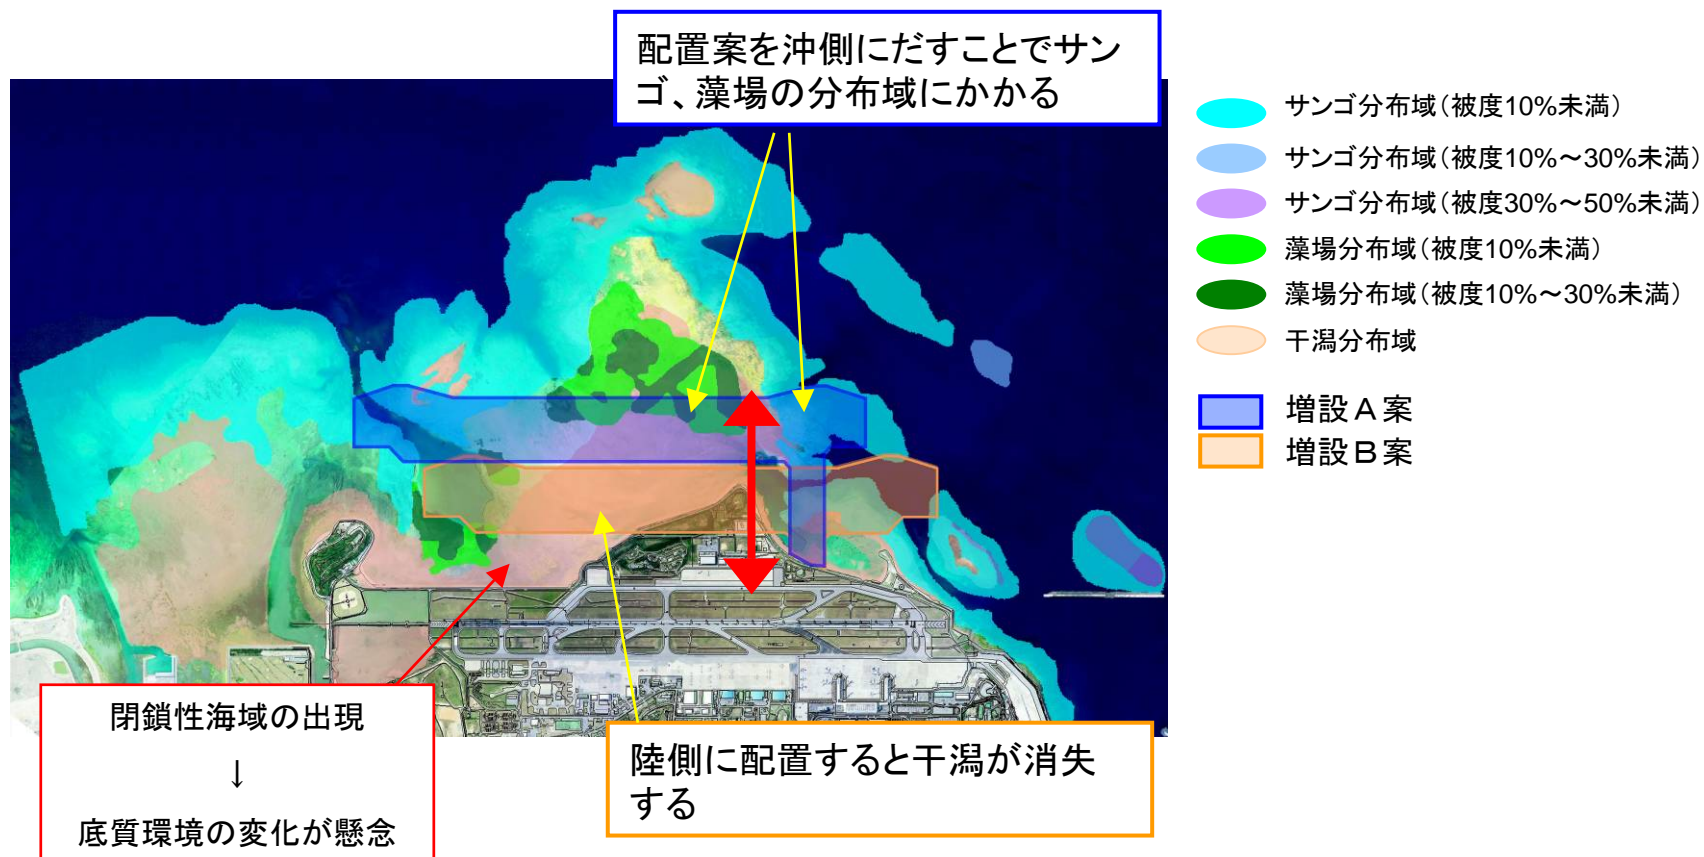 配置案を沖側にだすことでサン
ゴ、藻場の分布域にかかる
サンゴ分布域（被度10%未満）
サンゴ分布域（被度10%～30%未満）
サンゴ分布域（被度30%～50%未満）
藻場分布域（被度10%未満）
藻場分布域（被度10%～30%未満）
干潟分布域
増設Ａ案
増設Ｂ案
閉鎖性海域の出現
↓
底質環境の変化が懸念
陸側に配置すると干潟が消失
する